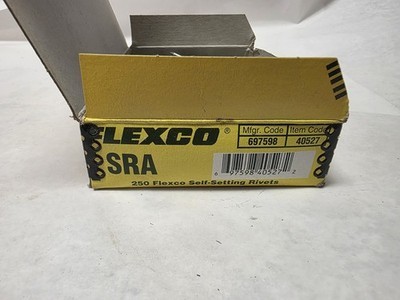 FLEXCO®
Mfgr. Code Item Code
697598 40527
SRA
6 97598 40527 2
250 Flexco Self-Setting Rivets